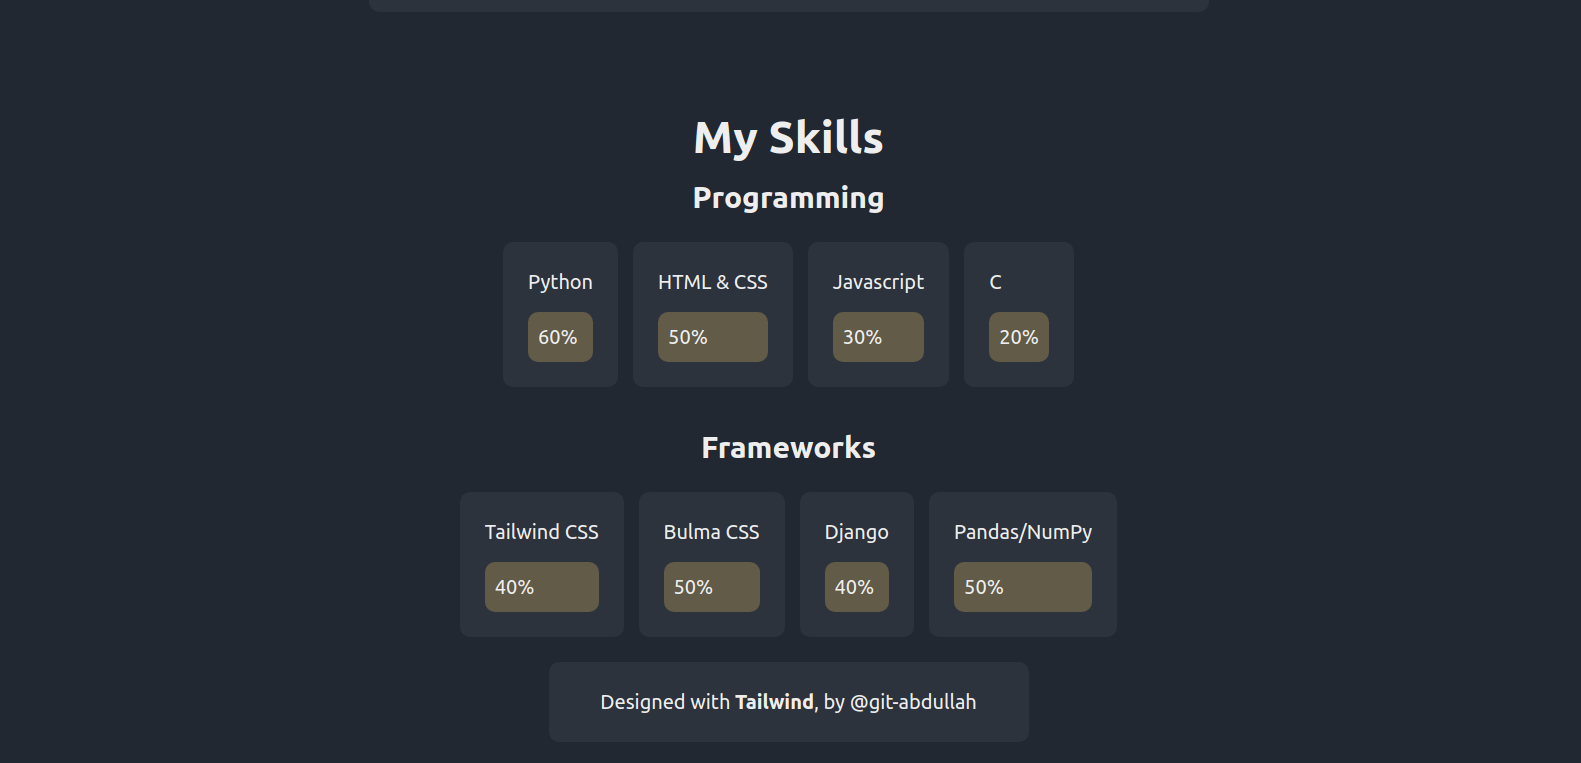 My Skills
Programming
Python
HTML & CSS
Javascript
C
60%
50%
30%
20%
Frameworks
Tailwind CSS
Bulma CSS
Django
Pandas/NumPy
40%
50%
40%
50%
Designed with Tailwind, by @git-abdullah